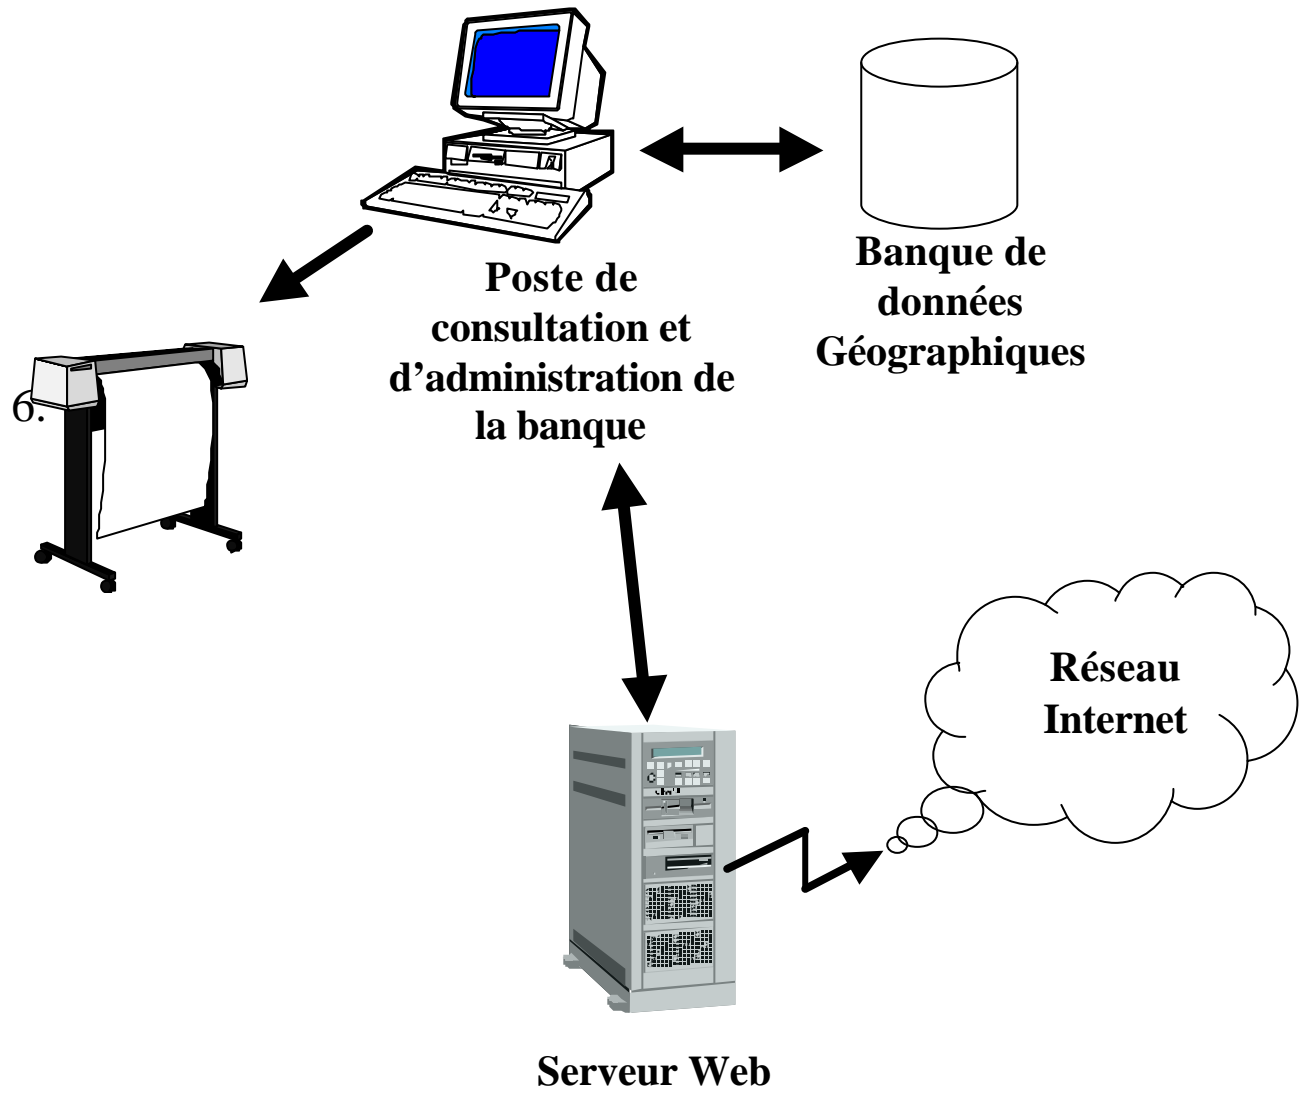 Poste de
consultation et
d'administration de
la banque
Banque de
données
Géographiques
6.
Réseau
Internet
Serveur Web